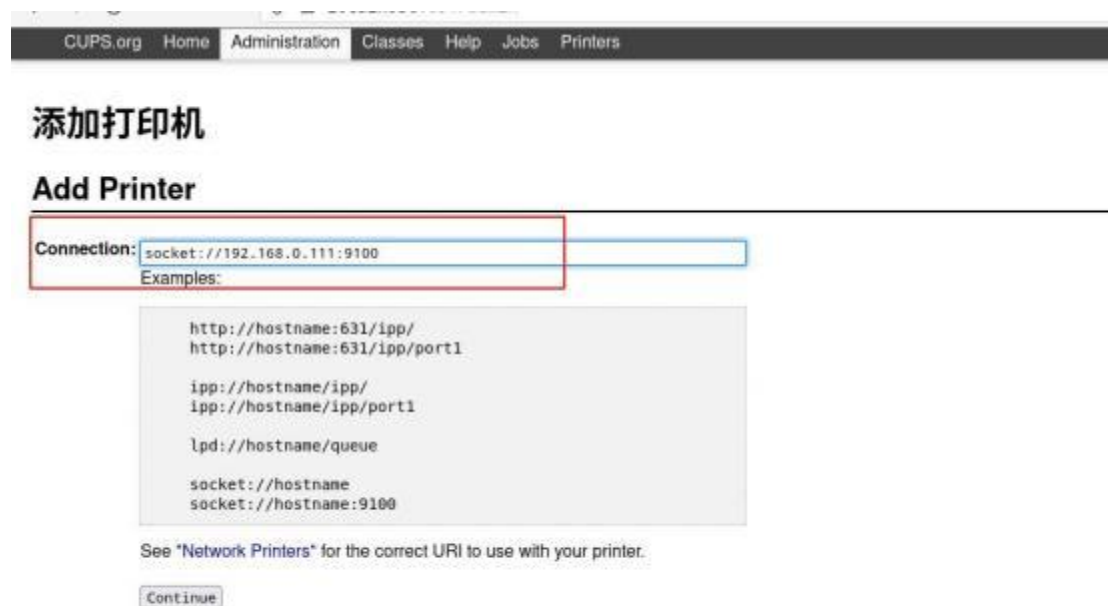 CUPS.org Home Administration Classes Help Jobs Printers
添加打印机
Add Printer
Connection: socket://192.168.0.111:9100
Examples:
http://hostname:631/ipp/
http://hostname:631/ipp/port1
ipp://hostname/ipp/
ipp://hostname/ipp/port1
lpd://hostname/queue
socket://hostname
socket://hostname:9100
See "Network Printers" for the correct URI to use with your printer.
Continue